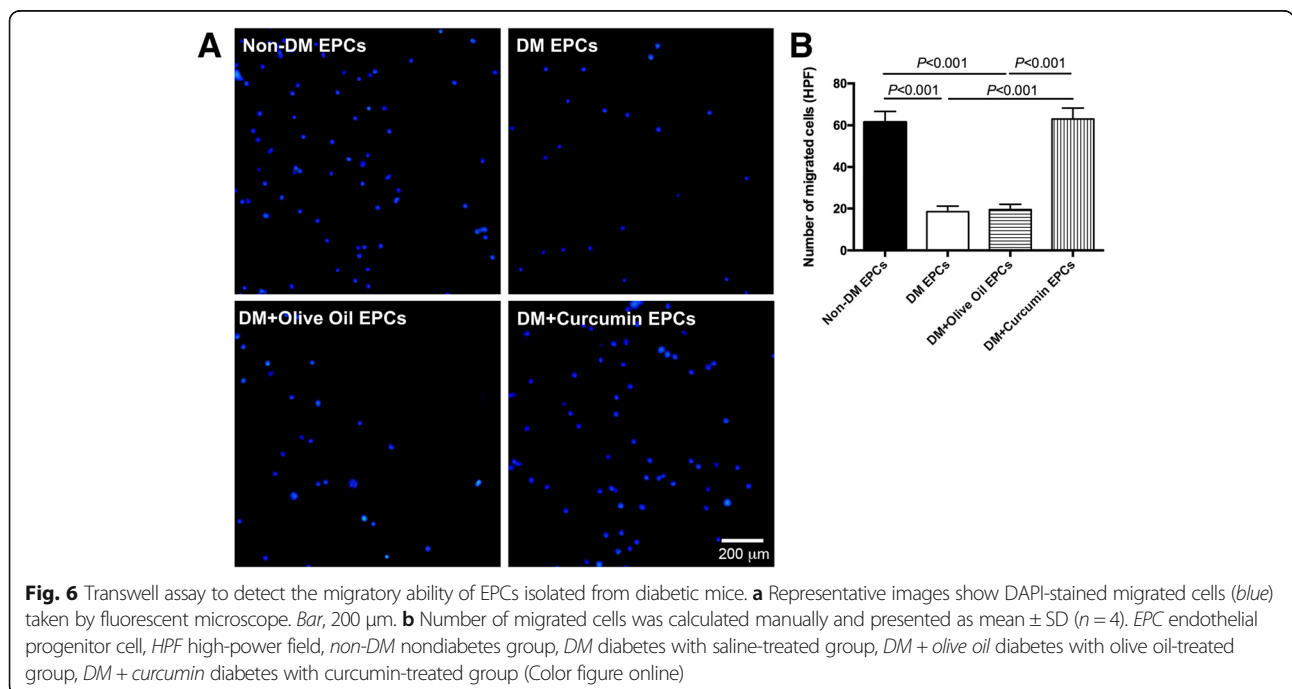 A
Non-DM EPCs
DM EPCs
DM+Olive Oil EPCs
DM+Curcumin EPCs
200 μm
B
P<0.001
P<0.001
P<0.001
P<0.001
Number of migrated cells (HPF)
80
60
40
20
0
Non-DM EPCs
DM EPCs
DM+Olive Oil EPCs
DM+Curcumin EPCs
Fig. 6 Transwell assay to detect the migratory ability of EPCs isolated from diabetic mice. a Representative images show DAPI-stained migrated cells (blue)
taken by fluorescent microscope. Bar, 200 μm. b Number of migrated cells was calculated manually and presented as mean ± SD (n = 4). EPC endothelial
progenitor cell, HPF high-power field, non-DM nondiabetes group, DM diabetes with saline-treated group, DM + olive oil diabetes with olive oil-treated
group, DM + curcumin diabetes with curcumin-treated group (Color figure online)